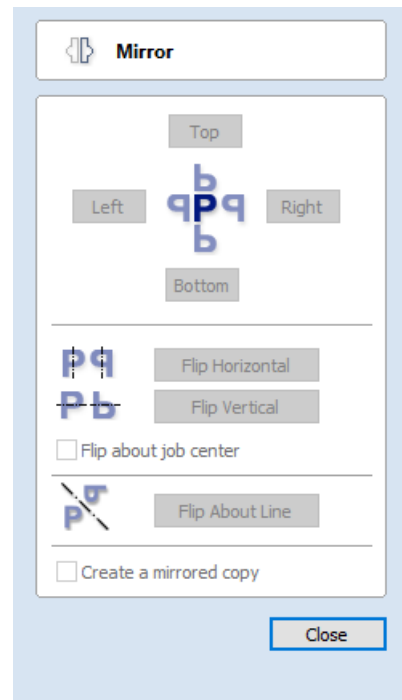 Mirror
Top
Left
Right
Bottom
Flip Horizontal
Flip Vertical
Flip about job center
Flip About Line
Create a mirrored copy
Close